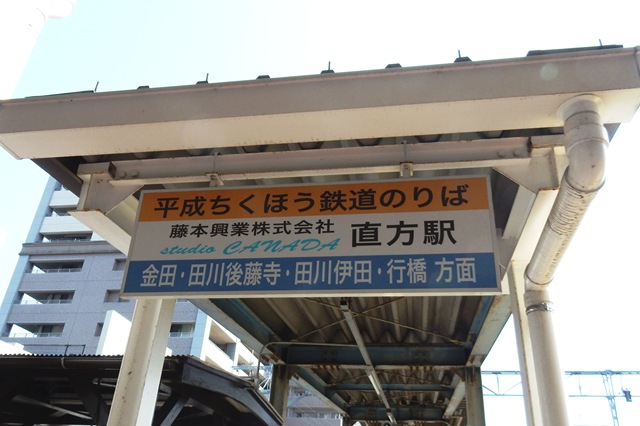 平成ちくほう鉄道のりば
藤本興業株式会社
studio CANADA
直方駅
金田・田川後藤寺・田川伊田・行橋 方面